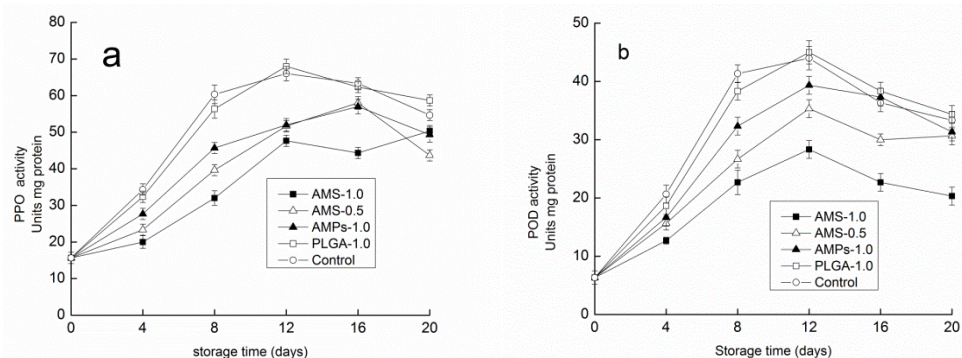 a
80
70
60
50
40
30
20
10
0
PPO activity
Units mg protein
AMS-1.0
AMS-0.5
AMPs-1.0
PLGA-1.0
Control
0 4 8 12 16 20
storage time (days)
b
50
40
30
20
10
0
POD activity
Units mg protein
AMS-1.0
AMS-0.5
AMPs-1.0
PLGA-1.0
Control
0 4 8 12 16 20
Storage time (days)